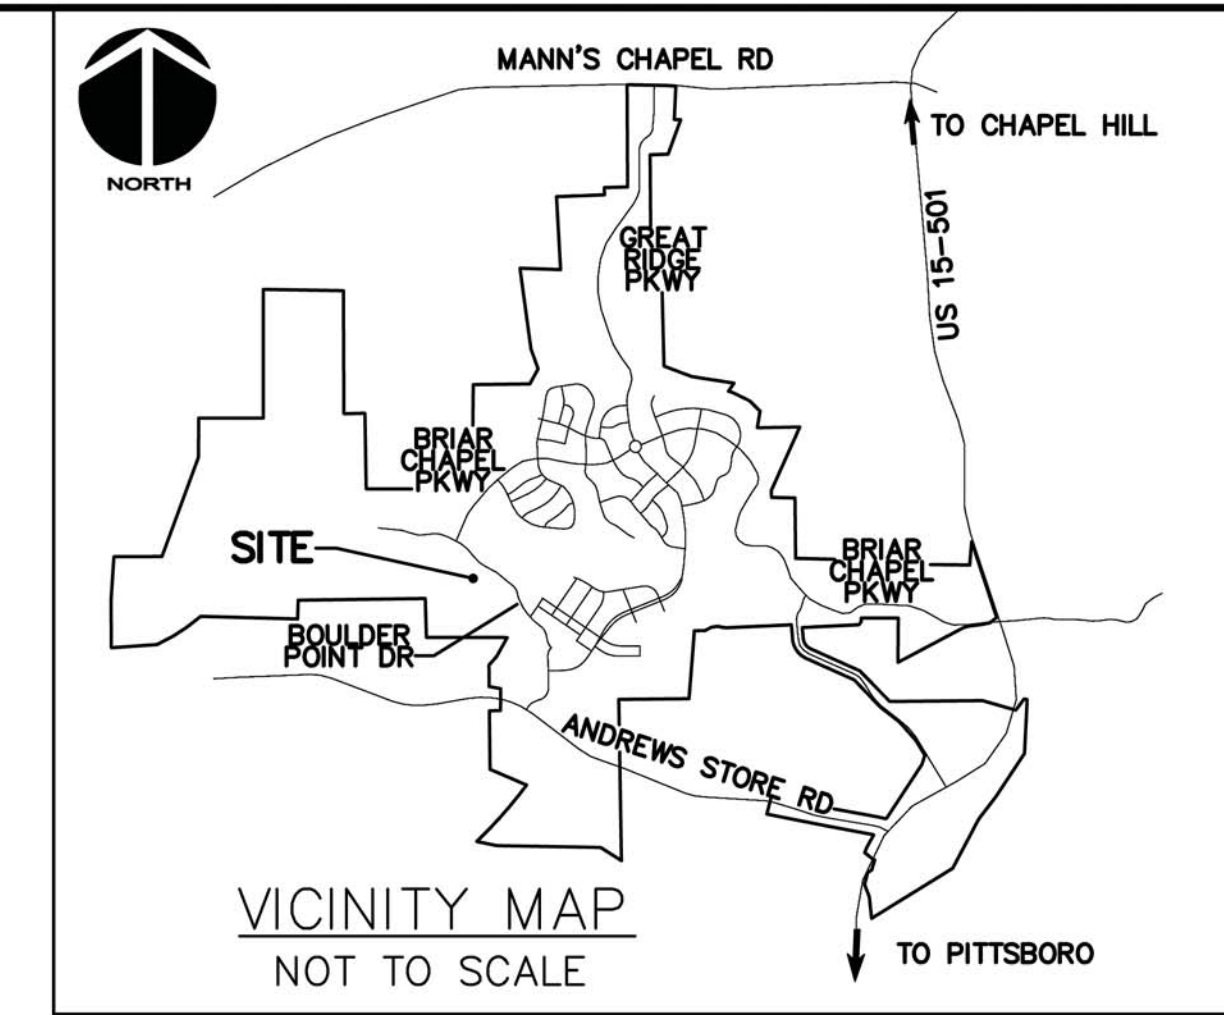 MANN'S CHAPEL RD
TO CHAPEL HILL
NORTH
US 15-501
GREAT
RIDGE
PKWY
BRIAR
CHAPEL
PKWY
SITE
BRIAR
CHAPEL
PKWY
BOULDER
POINT DR
ANDREWS STORE RD
VICINITY MAP
NOT TO SCALE
TO PITTSBORO